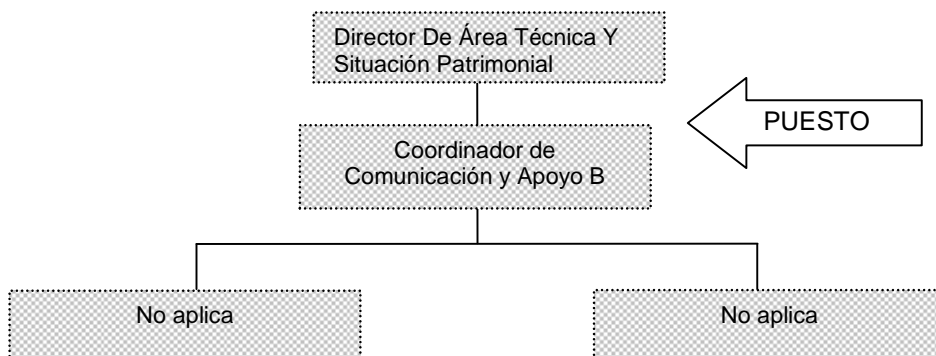 Director De Área Técnica Y
Situación Patrimonial
PUESTO
Coordinador de
Comunicación y Apoyo B
No aplica
No aplica